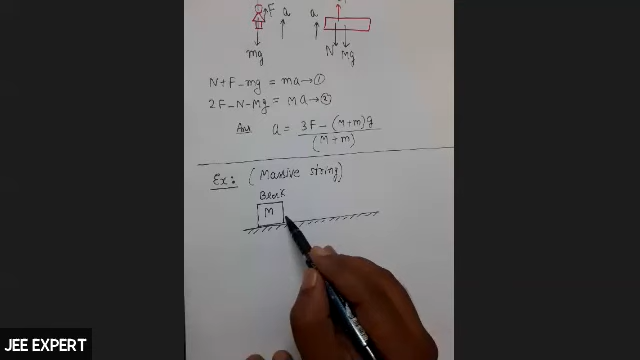 F a a
mg N Mg
N+F-mg = ma→①
2F-N-Mg = Ma→②
Ans a = 3F-(M+m)g / (M+m)
Ex: (Massive string)
Block
M
JEE EXPERT